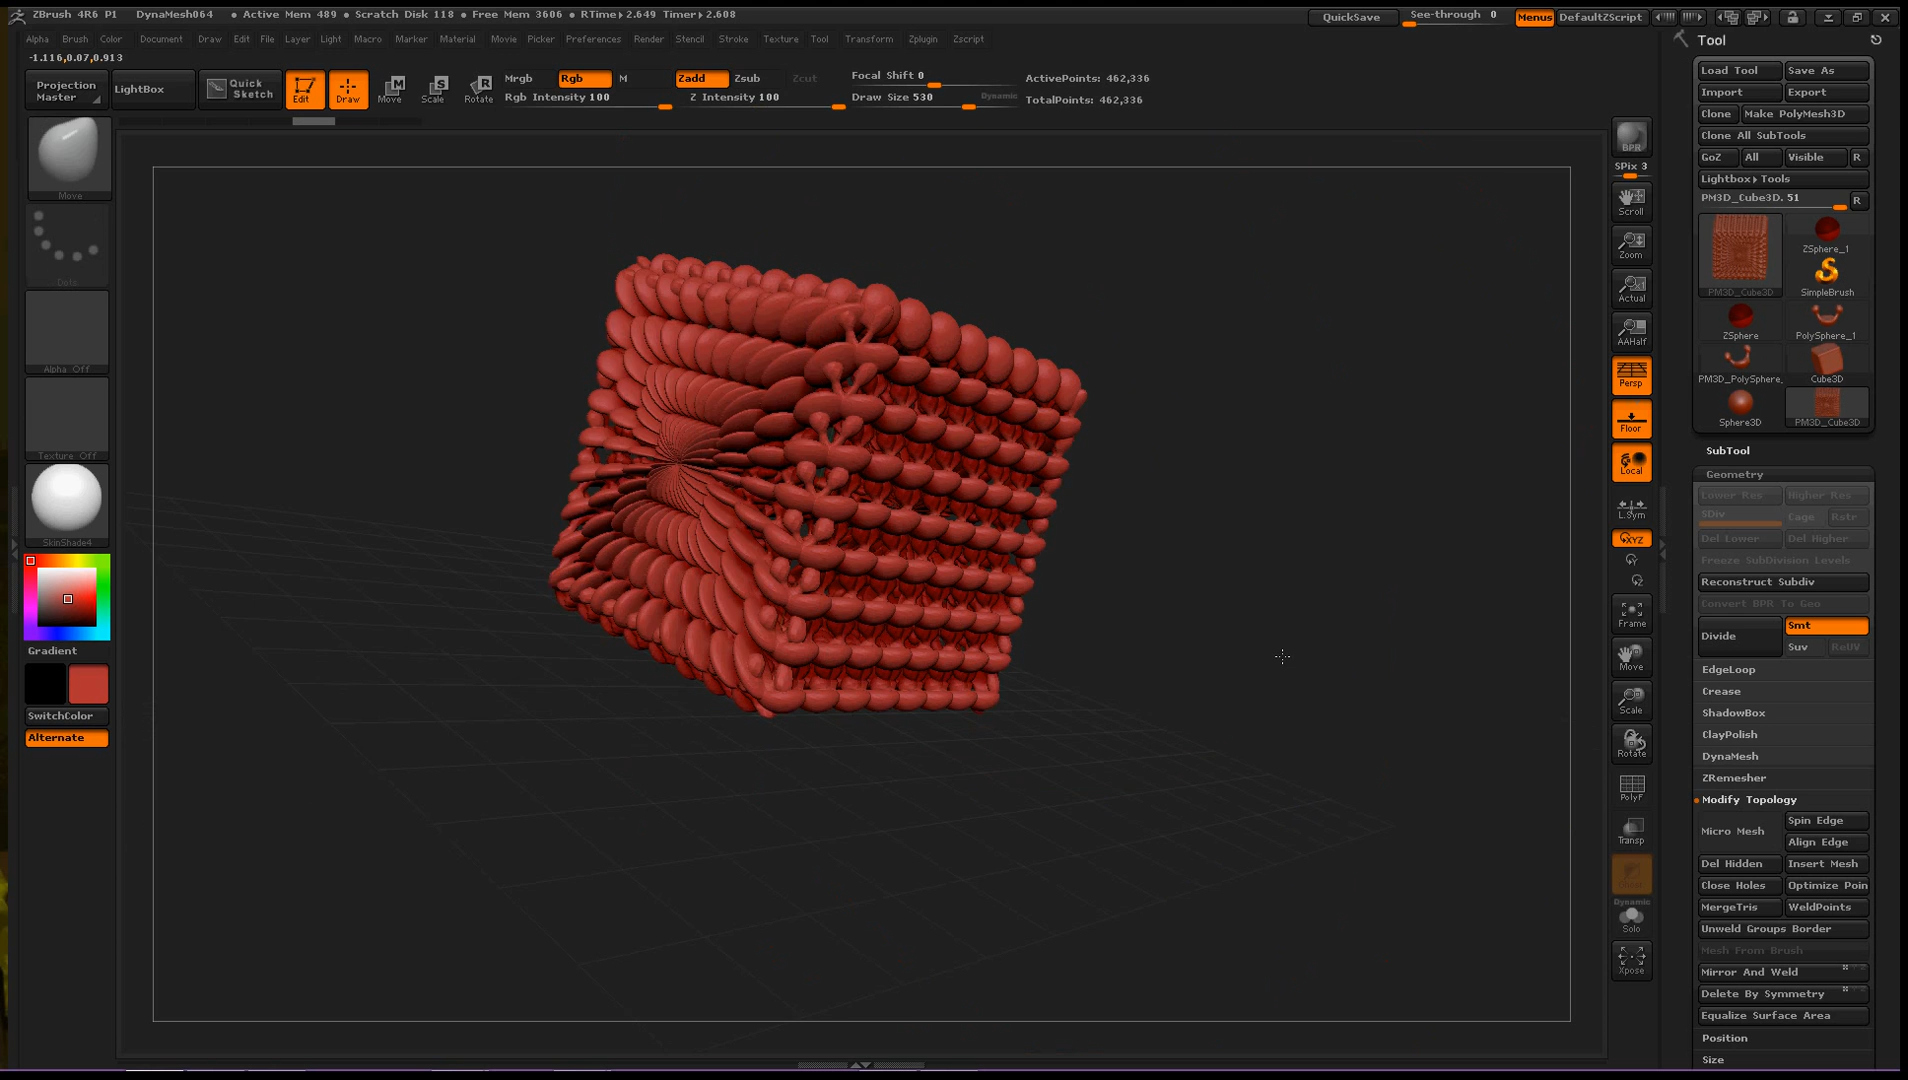 ZBrush 4R6 P1 DynaMesh064 • Active Mem 489 • Scratch Disk 118 • Free Mem 3606 • RTime▸2.649 Timer▸2.608
QuickSave See-through 0 Menus DefaultZScript
Alpha Brush Color Document Draw Edit File Layer Light Macro Marker Material Movie Picker Preferences Render Stencil Stroke Texture Tool Transform Zplugin Zscript
-1.116,0.07,0.913
Projection Master
LightBox
Quick Sketch
Edit
Draw
Move
Scale
Rotate
Mrgb Rgb M
Rgb Intensity 100
Zadd Zsub Zcut
Z Intensity 100
Focal Shift 0
Draw Size 530 Dynamic
ActivePoints: 462,336
TotalPoints: 462,336
Move
Dots
Alpha Off
Texture Off
SkinShade4
Gradient
SwitchColor
Alternate
BPR
SPix 3
Scroll
Zoom
Actual
AAHalf
Persp
Floor
Local
L.Sym
XYZ
Y
Z
Frame
Move
Scale
Rotate
PolyF
Transp
Ghost
Dynamic
Solo
Xpose
Tool
Load Tool Save As
Import Export
Clone Make PolyMesh3D
Clone All SubTools
GoZ All Visible R
Lightbox▸Tools
PM3D_Cube3D. 51 R
PM3D_Cube3D
ZSphere_1
SimpleBrush
ZSphere PolySphere_1
PM3D_PolySphere, Cube3D
Sphere3D PM3D_Cube3D
SubTool
Geometry
Lower Res Higher Res
SDiv Cage Rstr
Del Lower Del Higher
Freeze SubDivision Levels
Reconstruct Subdiv
Convert BPR To Geo
Divide Smt
Suv ReUV
EdgeLoop
Crease
ShadowBox
ClayPolish
DynaMesh
ZRemesher
Modify Topology
Micro Mesh Spin Edge
Align Edge
Del Hidden Insert Mesh
Close Holes Optimize Poin
MergeTris WeldPoints
Unweld Groups Border
Mesh From Brush
Mirror And Weld
Delete By Symmetry
Equalize Surface Area
Position
Size